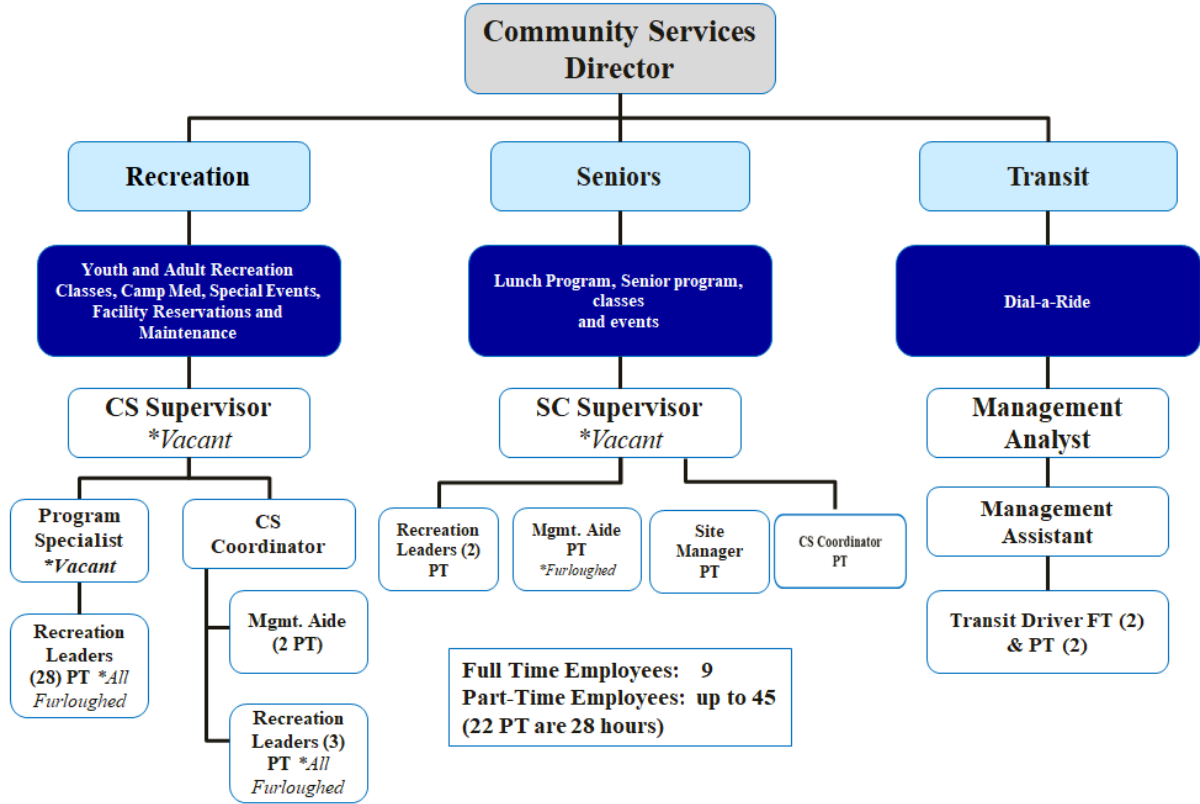 Community Services
Director
Recreation
Seniors
Transit
Youth and Adult Recreation
Classes, Camp Med, Special Events,
Facility Reservations and
Maintenance
Lunch Program, Senior program,
classes
and events
Dial-a-Ride
CS Supervisor
*Vacant
SC Supervisor
*Vacant
Management
Analyst
Program
Specialist
*Vacant
CS
Coordinator
Recreation
Leaders (2)
PT
Mgmt. Aide
PT
*Furloughed
Site
Manager
PT
CS Coordinator
PT
Management
Assistant
Recreation
Leaders
(28) PT *All
Furloughed
Mgmt. Aide
(2 PT)
Recreation
Leaders (3)
PT *All
Furloughed
Transit Driver FT (2)
& PT (2)
Full Time Employees: 9
Part-Time Employees: up to 45
(22 PT are 28 hours)